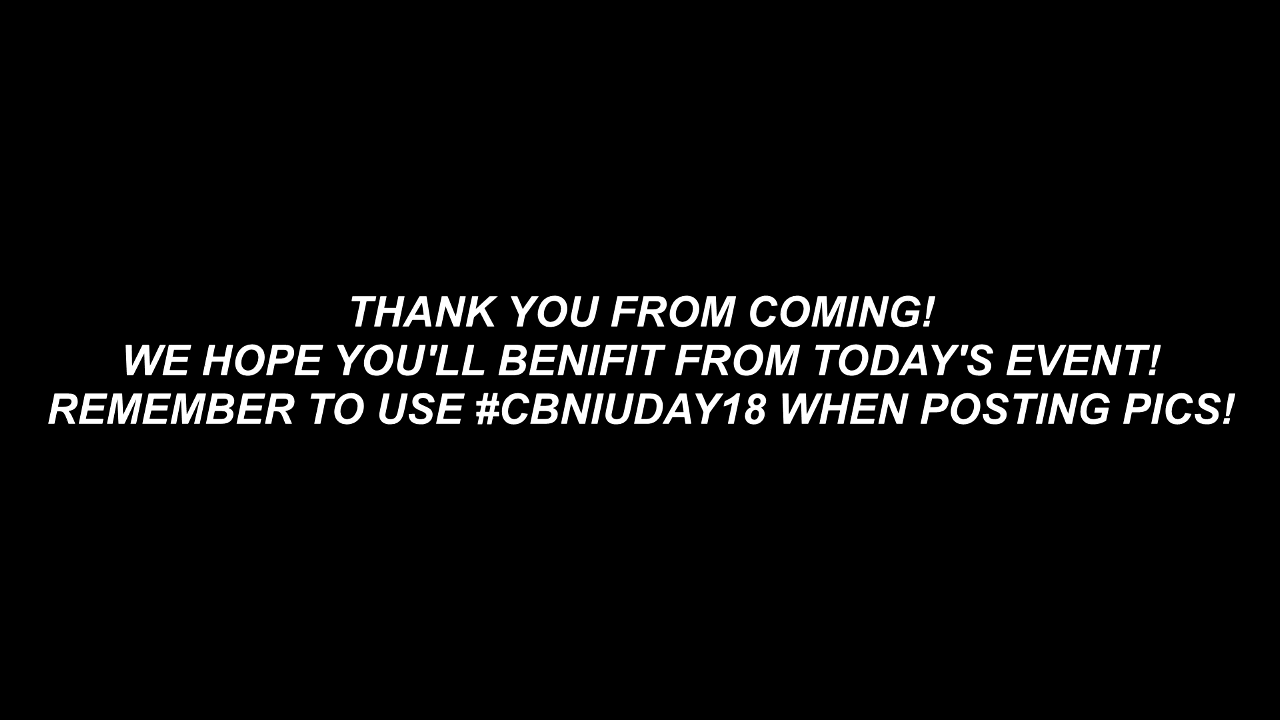 THANK YOU FROM COMING!
WE HOPE YOU'LL BENIFIT FROM TODAY'S EVENT!
REMEMBER TO USE #CBNIUDAY18 WHEN POSTING PICS!